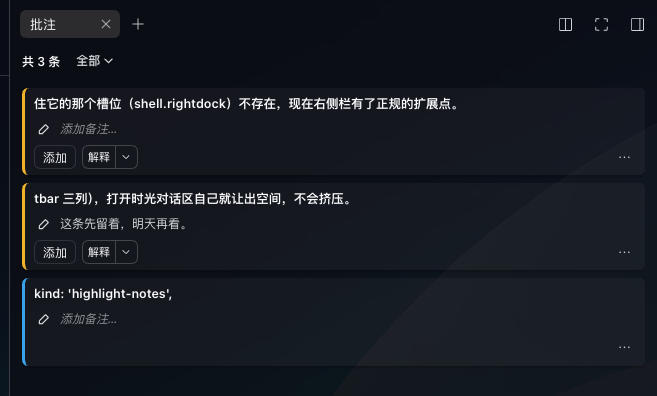 批注
共 3 条 全部
住它的那个槽位（shell.rightdock）不存在，现在右侧栏有了正规的扩展点。
添加备注...
添加 解释
tbar 三列)，打开时光对话区自己就让出空间，不会挤压。
这条先留着，明天再看。
添加 解释
kind: 'highlight-notes',
添加备注...